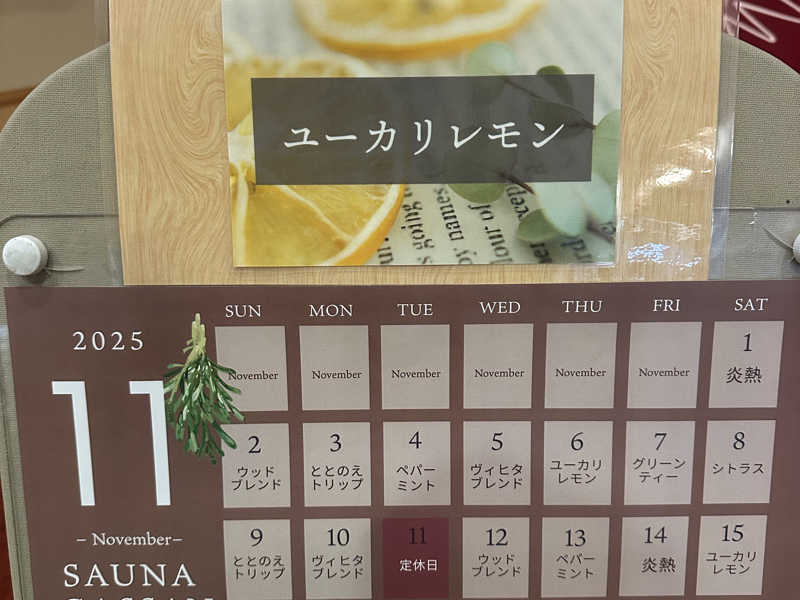 ユーカリレモン
names
2025
11
– November–
SAUNA
SUN MON TUE WED THU FRI SAT
November November November November November November 1
炎熱
2 3 4 5 6 7 8
ウッド
ブレンド
ととのえ
トリップ
ペパー
ミント
ヴィヒタ
ブレンド
ユーカリ
レモン
グリーン
ティー
シトラス
9 10 11 12 13 14 15
ととのえ
トリップ
ヴィヒタ
ブレンド
定休日
ウッド
ブレンド
ペパー
ミント
炎熱
ユーカリ
レモン